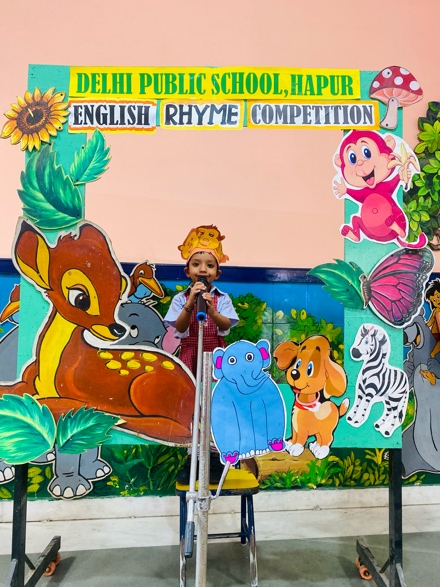 DELHI PUBLIC SCHOOL, HAPUR
ENGLISH RHYME COMPETITION